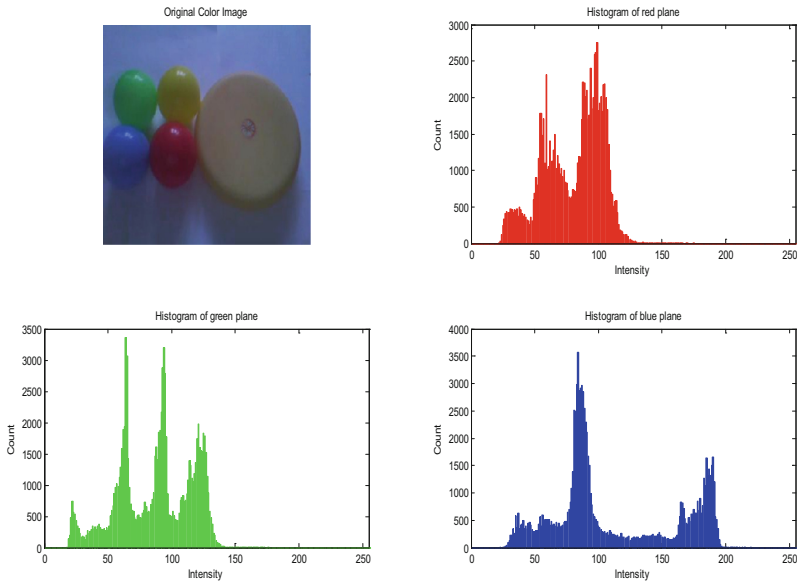 Original Color Image
Histogram of red plane
3000
2500
2000
1500
1000
500
0
Count
0 50 100 150 200 250
Intensity
Histogram of green plane
3500
3000
2500
2000
1500
1000
500
0
Count
0 50 100 150 200 250
Intensity
Histogram of blue plane
4000
3500
3000
2500
2000
1500
1000
500
0
Count
0 50 100 150 200 250
Intensity